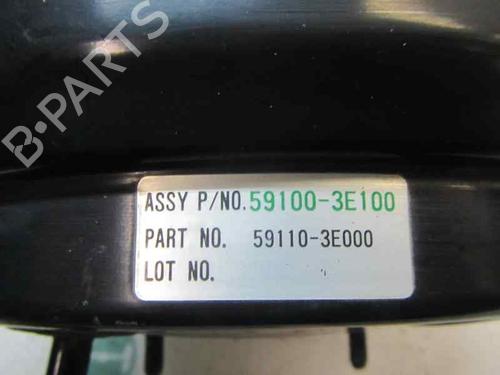 B-PARTS
ASSY P/NO. 59100-3E100
PART NO. 59110-3E000
LOT NO.